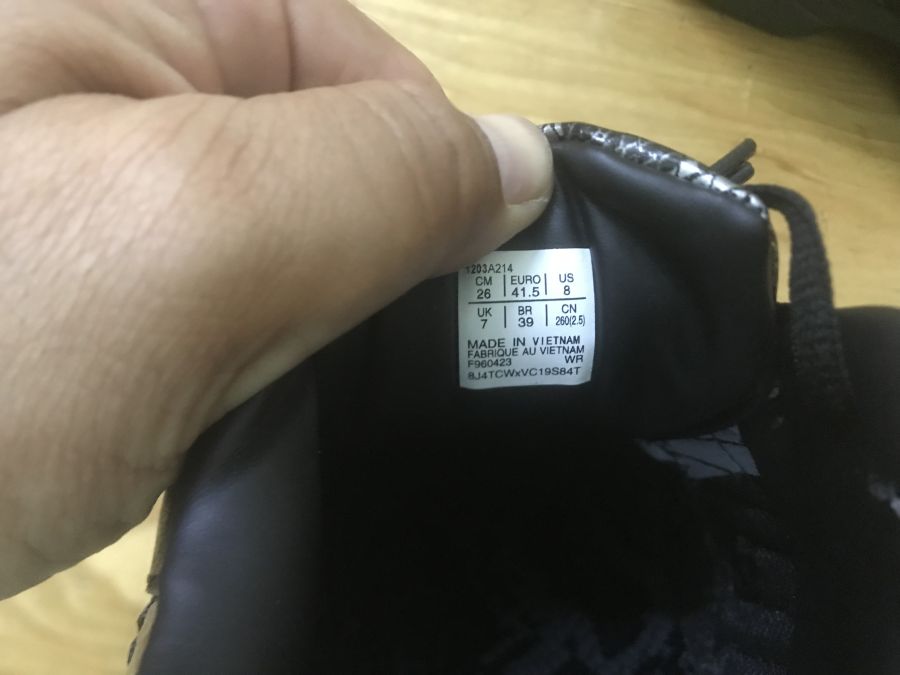 1203A214
CM | EURO | US
26 | 41.5 | 8
UK | BR | CN
7 | 39 | 260(2.5)
MADE IN VIETNAM
FABRIQUE AU VIETNAM
F960423 WR
8J4TCWxVC19S84T